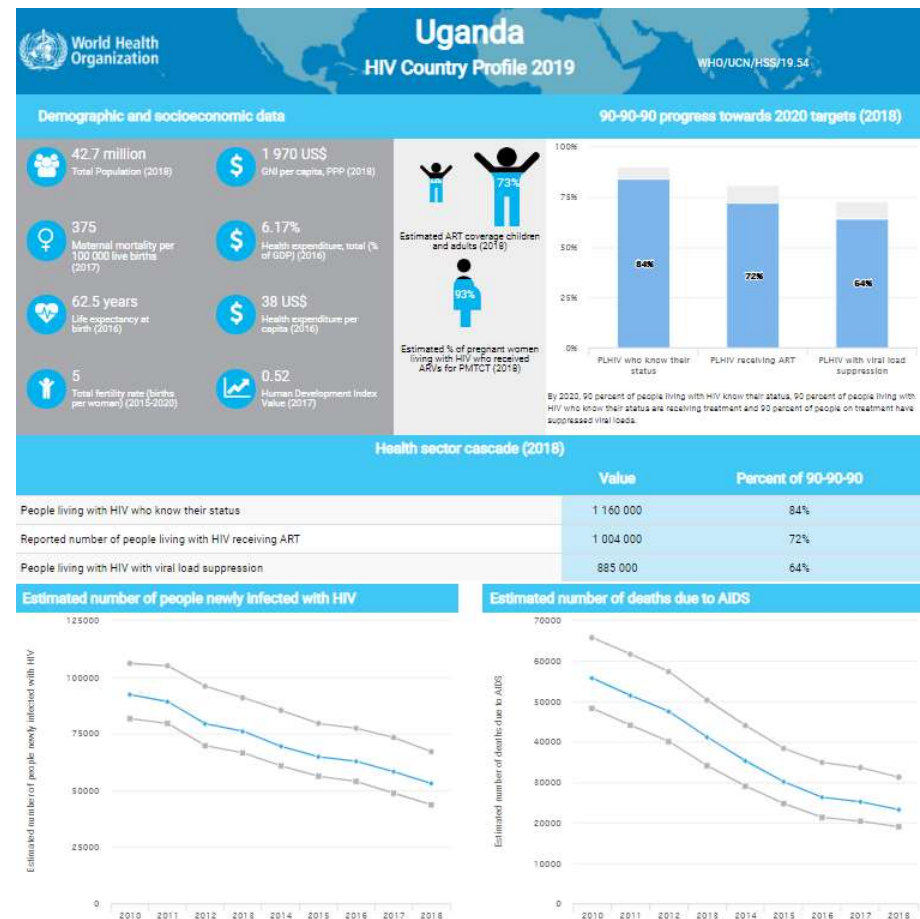 World Health
Organization
Uganda
HIV Country Profile 2019
WHO/UCN/HSS/19.54
Demographic and socioeconomic data
90-90-90 progress towards 2020 targets (2018)
42.7 million
Total Population (2018)
1 970 US$
GNI per capita, PPP (2018)
375
Maternal mortality per
100 000 live births
(2017)
6.17%
Health expenditure, total (%
of GDP) (2016)
62.5 years
Life expectancy at
birth (2016)
38 US$
Health expenditure per
capita (2016)
5
Total fertility rate (births
per woman) (2015-2020)
0.52
Human Development Index
Value (2017)
73%
Estimated ART coverage children
and adults (2018)
93%
Estimated % of pregnant women
living with HIV who received
ARVs for PMTCT (2018)
100%
75%
50%
25%
0%
84%
72%
64%
PLHIV who know their
status
PLHIV receiving ART
PLHIV with viral load
suppression
By 2020, 90 percent of people living with HIV know their status, 90 percent of people living with
HIV who know their status are receiving treatment and 90 percent of people on treatment have
suppressed viral loads.
Health sector cascade (2018)
Value
Percent of 90-90-90
People living with HIV who know their status 1 160 000 84%
Reported number of people living with HIV receiving ART 1 004 000 72%
People living with HIV with viral load suppression 885 000 64%
Estimated number of people newly infected with HIV
Estimated number of people newly infected with HIV
125000
100000
75000
50000
25000
0
2010 2011 2012 2013 2014 2015 2016 2017 2018
Estimated number of deaths due to AIDS
Estimated number of deaths due to AIDS
70000
60000
50000
40000
30000
20000
10000
0
2010 2011 2012 2013 2014 2015 2016 2017 2018